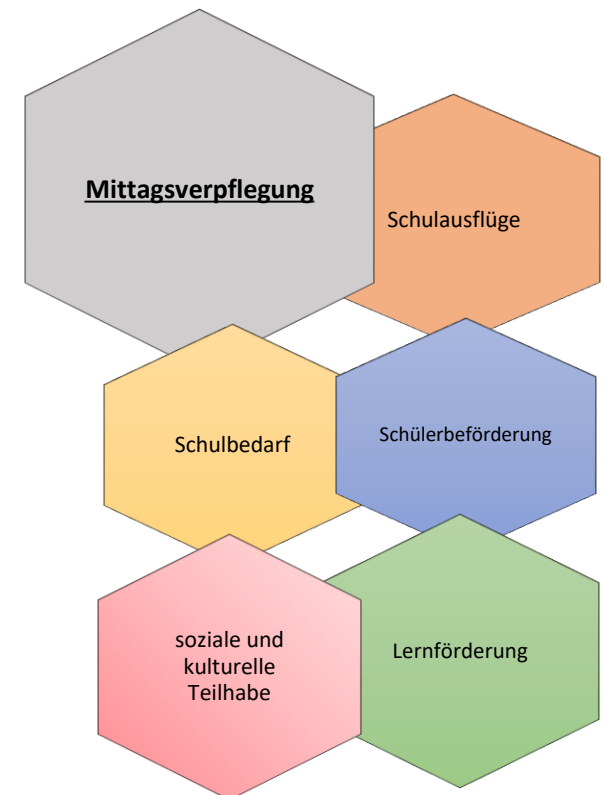 Mittagsverpflegung
Schulausflüge
Schulbedarf
Schülerbeförderung
soziale und
kulturelle
Teilhabe
Lernförderung